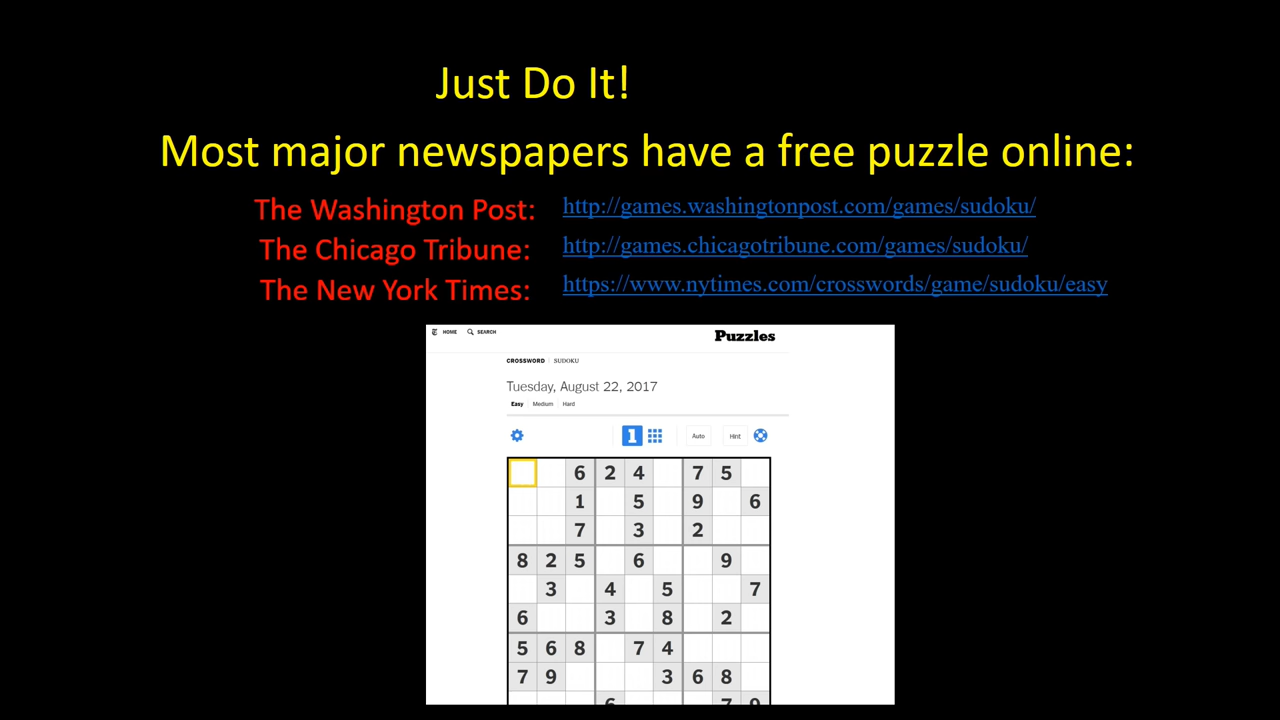 Just Do It!
Most major newspapers have a free puzzle online:
The Washington Post: http://games.washingtonpost.com/games/sudoku/
The Chicago Tribune: http://games.chicagotribune.com/games/sudoku/
The New York Times: https://www.nytimes.com/crosswords/game/sudoku/easy
HOME SEARCH Puzzles
CROSSWORD SUDOKU
Tuesday, August 22, 2017
Easy Medium Hard
1 Auto Hint
6 2 4 7 5
1 5 9 6
7 3 2
8 2 5 6 9
3 4 5 7
6 3 8 2
5 6 8 7 4
7 9 3 6 8
6 7 9